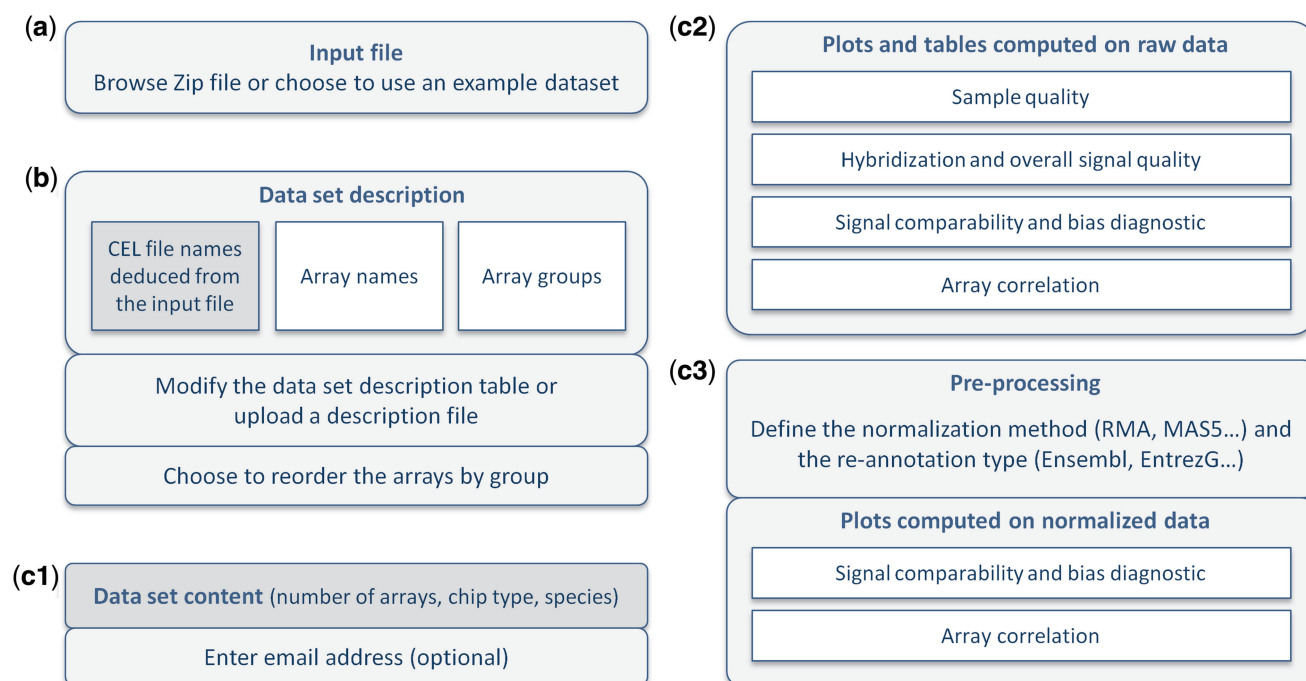 (a)
Input file
Browse Zip file or choose to use an example dataset
(b)
Data set description
CEL file names
deduced from
the input file
Array names
Array groups
Modify the data set description table or
upload a description file
Choose to reorder the arrays by group
(c1)
Data set content (number of arrays, chip type, species)
Enter email address (optional)
(c2)
Plots and tables computed on raw data
Sample quality
Hybridization and overall signal quality
Signal comparability and bias diagnostic
Array correlation
(c3)
Pre-processing
Define the normalization method (RMA, MAS5...) and
the re-annotation type (Ensembl, EntrezG...)
Plots computed on normalized data
Signal comparability and bias diagnostic
Array correlation